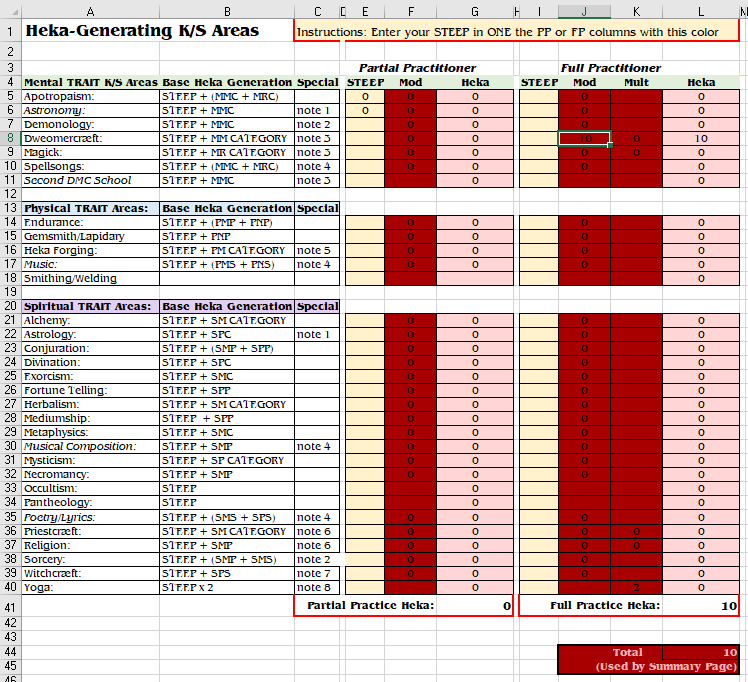 A B C D E F G H I J K L M
1 Heka-Generating K/S Areas Instructions: Enter your STEEP in ONE the PP or FP columns with this color
2
3 Partial Practitioner Full Practitioner
4 Mental TRAIT K/S Areas Base Heka Generation Special STEEP Mod Heka STEEP Mod Mult Heka
5 Apotropaism: STEEP + (MMC + MRC) 0 0 0 0 0
6 Astronomy: STEEP + MMC note 1 0 0 0 0 0
7 Demonology: STEEP + MMC note 2 0 0 0 0
8 Dweomercræft: STEEP + MM CATEGORY note 3 0 0 0 0 10
9 Magick: STEEP + MR CATEGORY note 3 0 0 0 0 0
10 Spellsongs: STEEP + (MMC + MRC) note 4 0 0 0 0
11 Second DMC School STEEP + MMC note 3 0 0
12
13 Physical TRAIT Areas: Base Heka Generation Special
14 Endurance: STEEP + (PMP + PNP) 0 0 0 0
15 Gemsmith/Lapidary STEEP + PNP 0 0 0 0
16 Heka Forging: STEEP + PM CATEGORY note 5 0 0 0 0
17 Music: STEEP + (PMS + PNS) note 4 0 0 0 0
18 Smithing/Welding 0
19
20 Spiritual TRAIT Areas: Base Heka Generation Special
21 Alchemy: STEEP + SM CATEGORY 0 0 0 0
22 Astrology: STEEP + SPC note 1 0 0 0 0
23 Conjuration: STEEP + (SMP + SPP) 0 0 0 0
24 Divination: STEEP + SPC 0 0 0 0
25 Exorcism: STEEP + SMC 0 0 0 0
26 Fortune Telling: STEEP + SPP 0 0 0 0
27 Herbalism: STEEP + SM CATEGORY 0 0 0 0
28 Mediumship: STEEP + SPP 0 0 0 0
29 Metaphysics: STEEP + SMC 0 0 0 0
30 Musical Composition: STEEP + SMP note 4 0 0 0 0
31 Mysticism: STEEP + SP CATEGORY 0 0 0 0
32 Necromancy: STEEP + SMP 0 0 0 0
33 Occultism: STEEP 0 0
34 Pantheology: STEEP 0 0
35 Poetry/Lyrics: STEEP + (SMS + SPS) note 4 0 0 0 0
36 Priestcræft: STEEP + SM CATEGORY note 6 0 0 0 0 0
37 Religion: STEEP + SMP note 6 0 0 0 0 0
38 Sorcery: STEEP + (SMP + SMS) note 2 0 0 0 0
39 Witchcræft: STEEP + SPS note 7 0 0 0 0
40 Yoga: STEEP x 2 note 8 0 2 0
41 Partial Practice Heka: 0 Full Practice Heka: 10
42
43
44 Total 10
45 (Used by Summary Page)
46